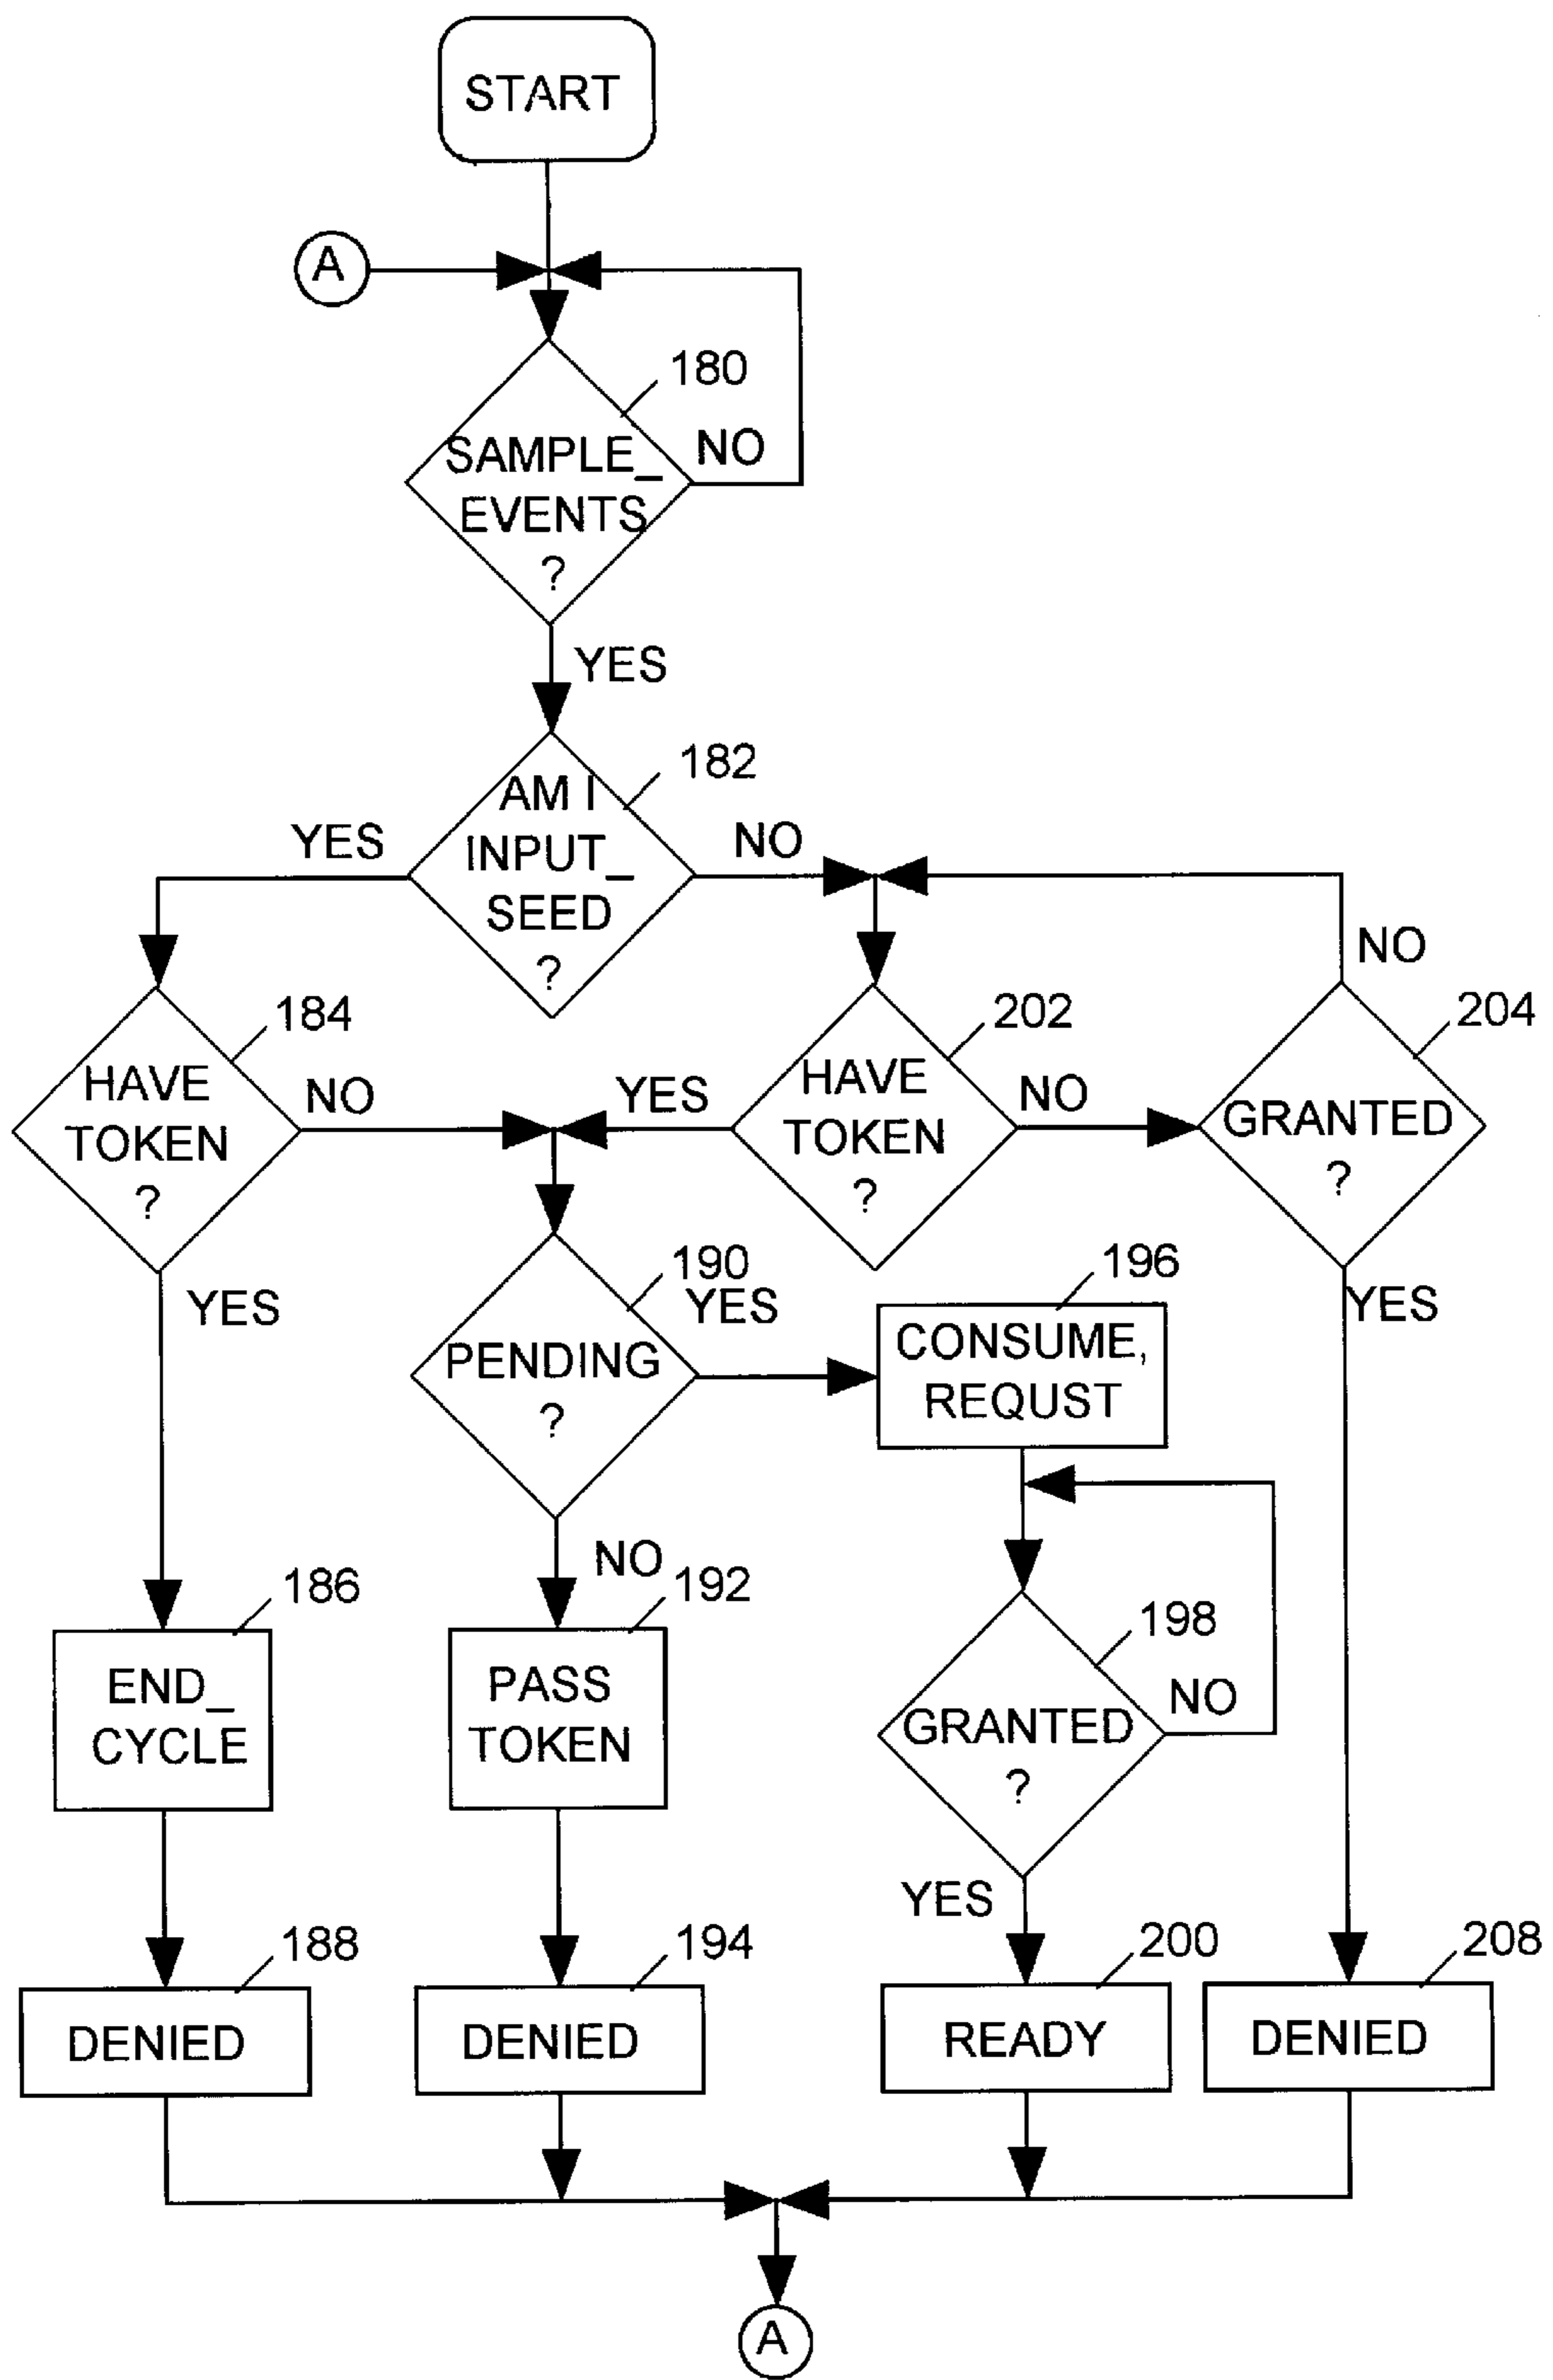 START
A
180
SAMPLE_
EVENTS
?
NO
YES
182
AM I
INPUT_
SEED
?
YES
NO
NO
184
HAVE
TOKEN
?
NO
YES
202
HAVE
TOKEN
?
YES
NO
204
GRANTED
?
YES
190
PENDING
?
YES
NO
196
CONSUME,
REQUST
198
GRANTED
?
NO
YES
186
END_
CYCLE
192
PASS
TOKEN
188
DENIED
194
DENIED
200
READY
208
DENIED
A